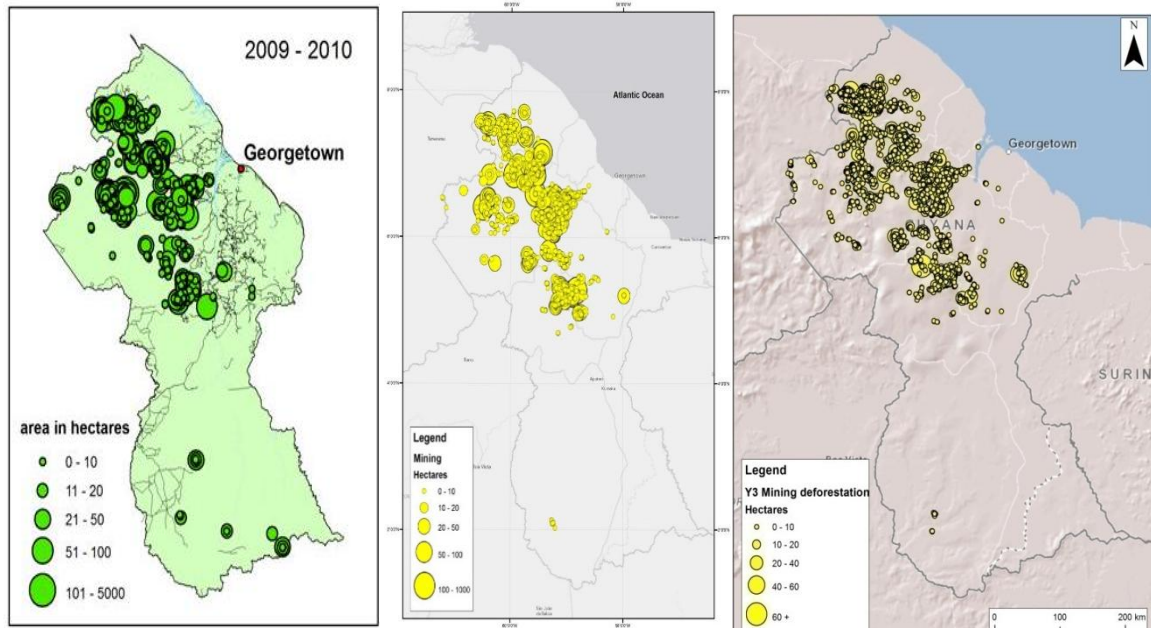 2009 - 2010
Georgetown
area in hectares
0 - 10
11 - 20
21 - 50
51 - 100
101 - 5000
Atlantic Ocean
Georgetown
Legend
Mining
Hectares
0 - 10
10 - 20
20 - 50
50 - 100
100 - 1000
N
Georgetown
GUYANA
SURIN
Legend
Y3 Mining deforestation
Hectares
0 - 10
10 - 20
20 - 40
40 - 60
60 +
0 100 200 km